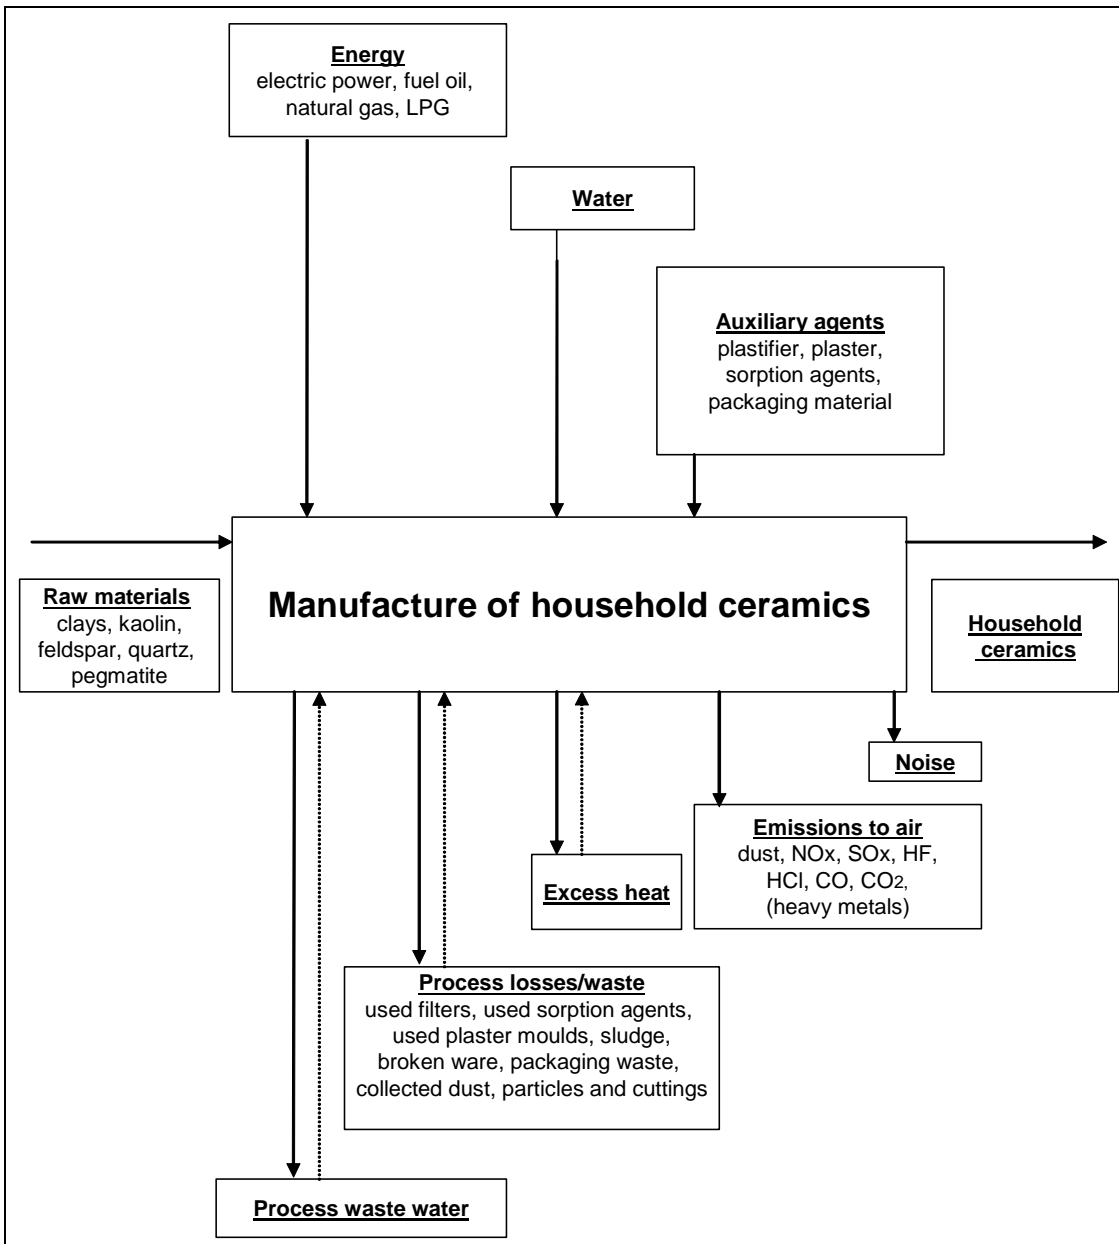 Energy
electric power, fuel oil,
natural gas, LPG
Water
Auxiliary agents
plastifier, plaster,
sorption agents,
packaging material
Manufacture of household ceramics
Raw materials
clays, kaolin,
feldspar, quartz,
pegmatite
Household
ceramics
Noise
Emissions to air
dust, NOx, SOx, HF,
HCl, CO, CO2,
(heavy metals)
Excess heat
Process losses/waste
used filters, used sorption agents,
used plaster moulds, sludge,
broken ware, packaging waste,
collected dust, particles and cuttings
Process waste water